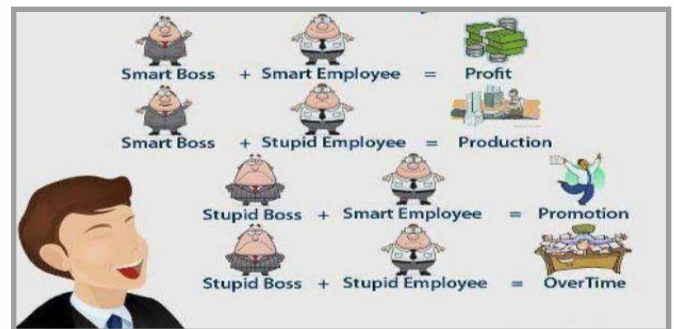 Smart Boss + Smart Employee = Profit
Smart Boss + Stupid Employee = Production
Stupid Boss + Smart Employee = Promotion
Stupid Boss + Stupid Employee = OverTime